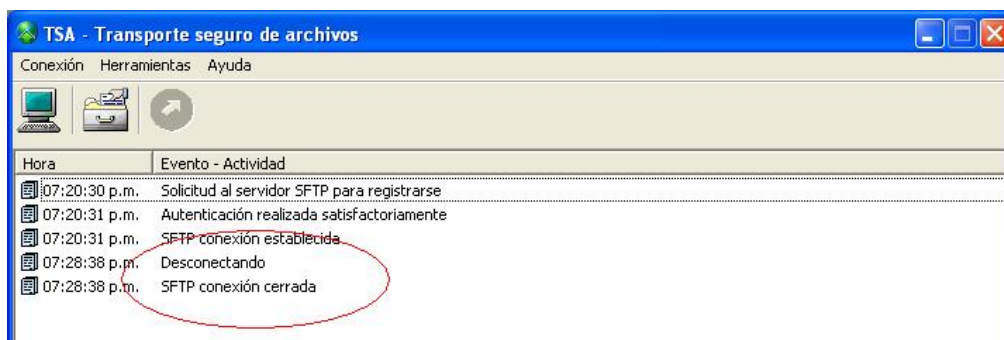 TSA - Transporte seguro de archivos
Conexión Herramientas Ayuda
Hora Evento - Actividad
07:20:30 p.m. Solicitud al servidor SFTP para registrarse
07:20:31 p.m. Autenticación realizada satisfactoriamente
07:20:31 p.m. SFTP conexión establecida
07:28:38 p.m. Desconectando
07:28:38 p.m. SFTP conexión cerrada